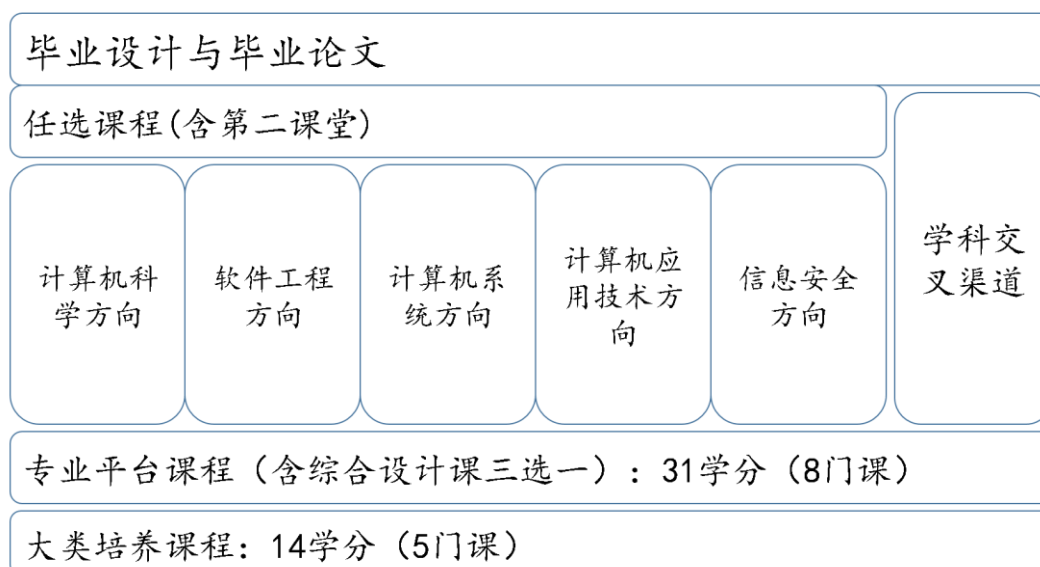 毕业设计与毕业论文
任选课程(含第二课堂)
计算机科
学方向
软件工程
方向
计算机系
统方向
计算机应
用技术方
向
信息安全
方向
学科交
叉渠道
专业平台课程（含综合设计课三选一）：31学分（8门课）
大类培养课程：14学分（5门课）